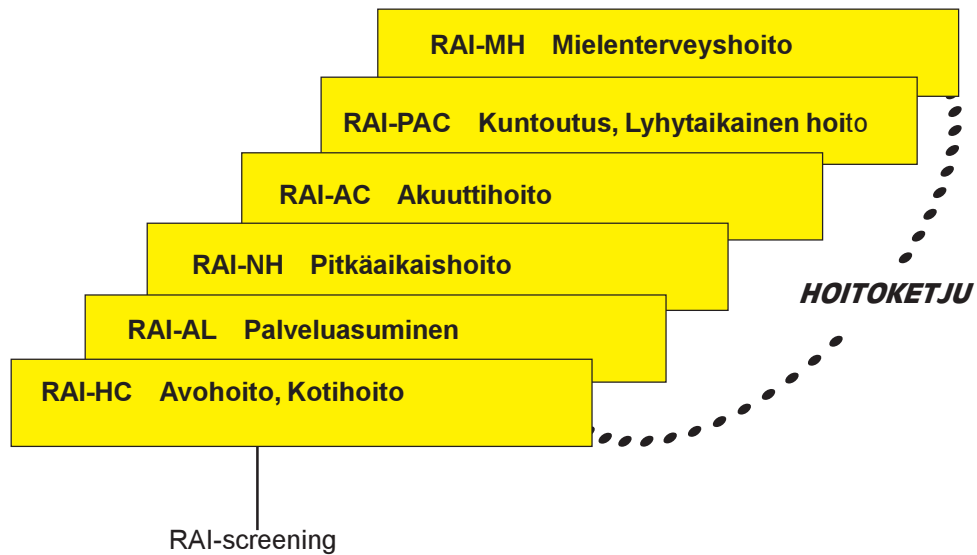 RAI-MH Mielenterveyshoito
RAI-PAC Kuntoutus, Lyhytaikainen hoito
RAI-AC Akuuttihoito
RAI-NH Pitkäaikaishoito
HOITOKETJU
RAI-AL Palveluasuminen
RAI-HC Avohoito, Kotihoito
RAI-screening